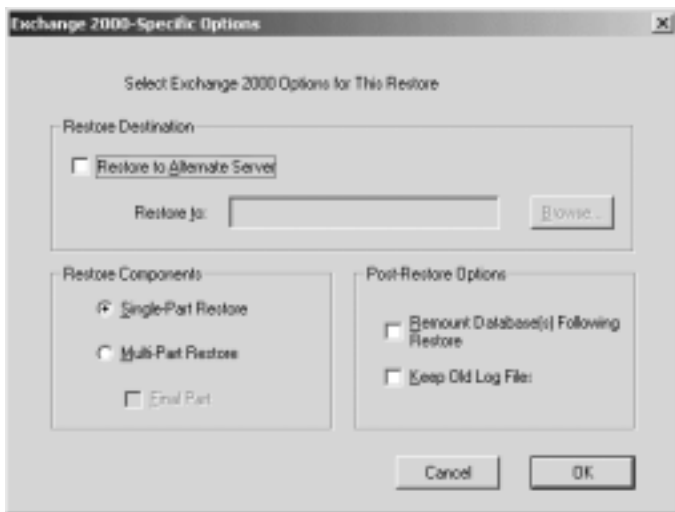 Exchange 2000-Specific Options
Select Exchange 2000 Options for This Restore
Restore Destination
Restore to Alternate Server
Restore to:
Browse...
Restore Components
Single-Part Restore
Multi-Part Restore
Final Part
Post-Restore Options
Remount Database(s) Following
Restore
Keep Old Log File:
Cancel
OK